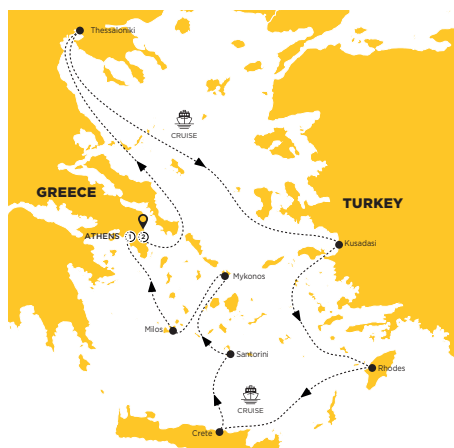 Thessaloniki
CRUISE
GREECE
TURKEY
ATHENS 1 2
Kusadasi
Mykonos
Milos
Santorini
Rhodes
CRUISE
Crete